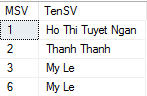 MSV TenSV
1 Ho Thi Tuyet Ngan
2 Thanh Thanh
3 My Le
6 My Le